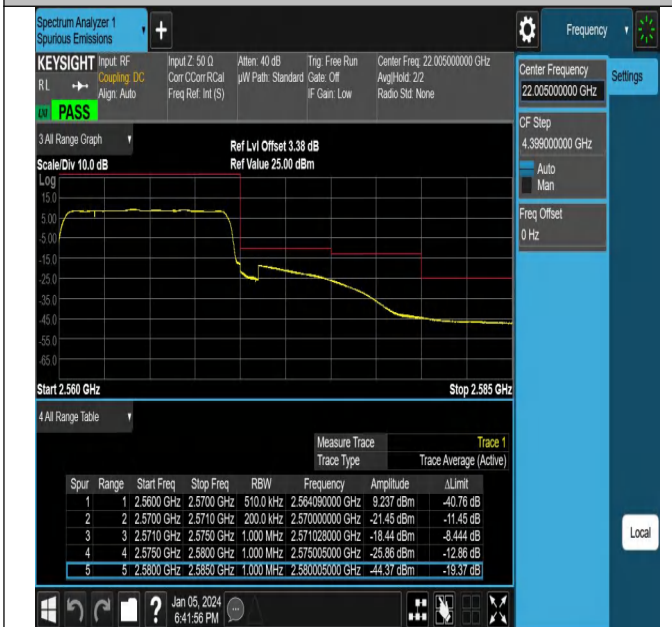 Spectrum Analyzer 1
Spurious Emissions
Frequency
KEYSIGHT Input: RF Input Z: 50 Ω Atten: 40 dB Trig: Free Run Center Freq: 22.005000000 GHz
RL Coupling: DC Corr CCorr RCal µW Path: Standard Gate: Off Avg|Hold: 2/2
Align: Auto Freq Ref: Int (S) IF Gain: Low Radio Std: None
PASS
Center Frequency
22.005000000 GHz
Settings
CF Step
4.399000000 GHz
Auto
Man
Freq Offset
0 Hz
3 All Range Graph
Ref Lvl Offset 3.38 dB
Scale/Div 10.0 dB Ref Value 25.00 dBm
Log
15.0
5.00
-5.00
-15.0
-25.0
-35.0
-45.0
-55.0
-65.0
Start 2.560 GHz Stop 2.585 GHz
4 All Range Table
Measure Trace Trace 1
Trace Type Trace Average (Active)
Spur Range Start Freq Stop Freq RBW Frequency Amplitude ΔLimit
1 1 2.5600 GHz 2.5700 GHz 510.0 kHz 2.564090000 GHz 9.237 dBm -40.76 dB
2 2 2.5700 GHz 2.5710 GHz 200.0 kHz 2.570000000 GHz -21.45 dBm -11.45 dB
3 3 2.5710 GHz 2.5750 GHz 1.000 MHz 2.571028000 GHz -18.44 dBm -8.444 dB
4 4 2.5750 GHz 2.5800 GHz 1.000 MHz 2.575005000 GHz -25.86 dBm -12.86 dB
5 5 2.5800 GHz 2.5850 GHz 1.000 MHz 2.580005000 GHz -44.37 dBm -19.37 dB
Local
Jan 05, 2024
6:41:56 PM